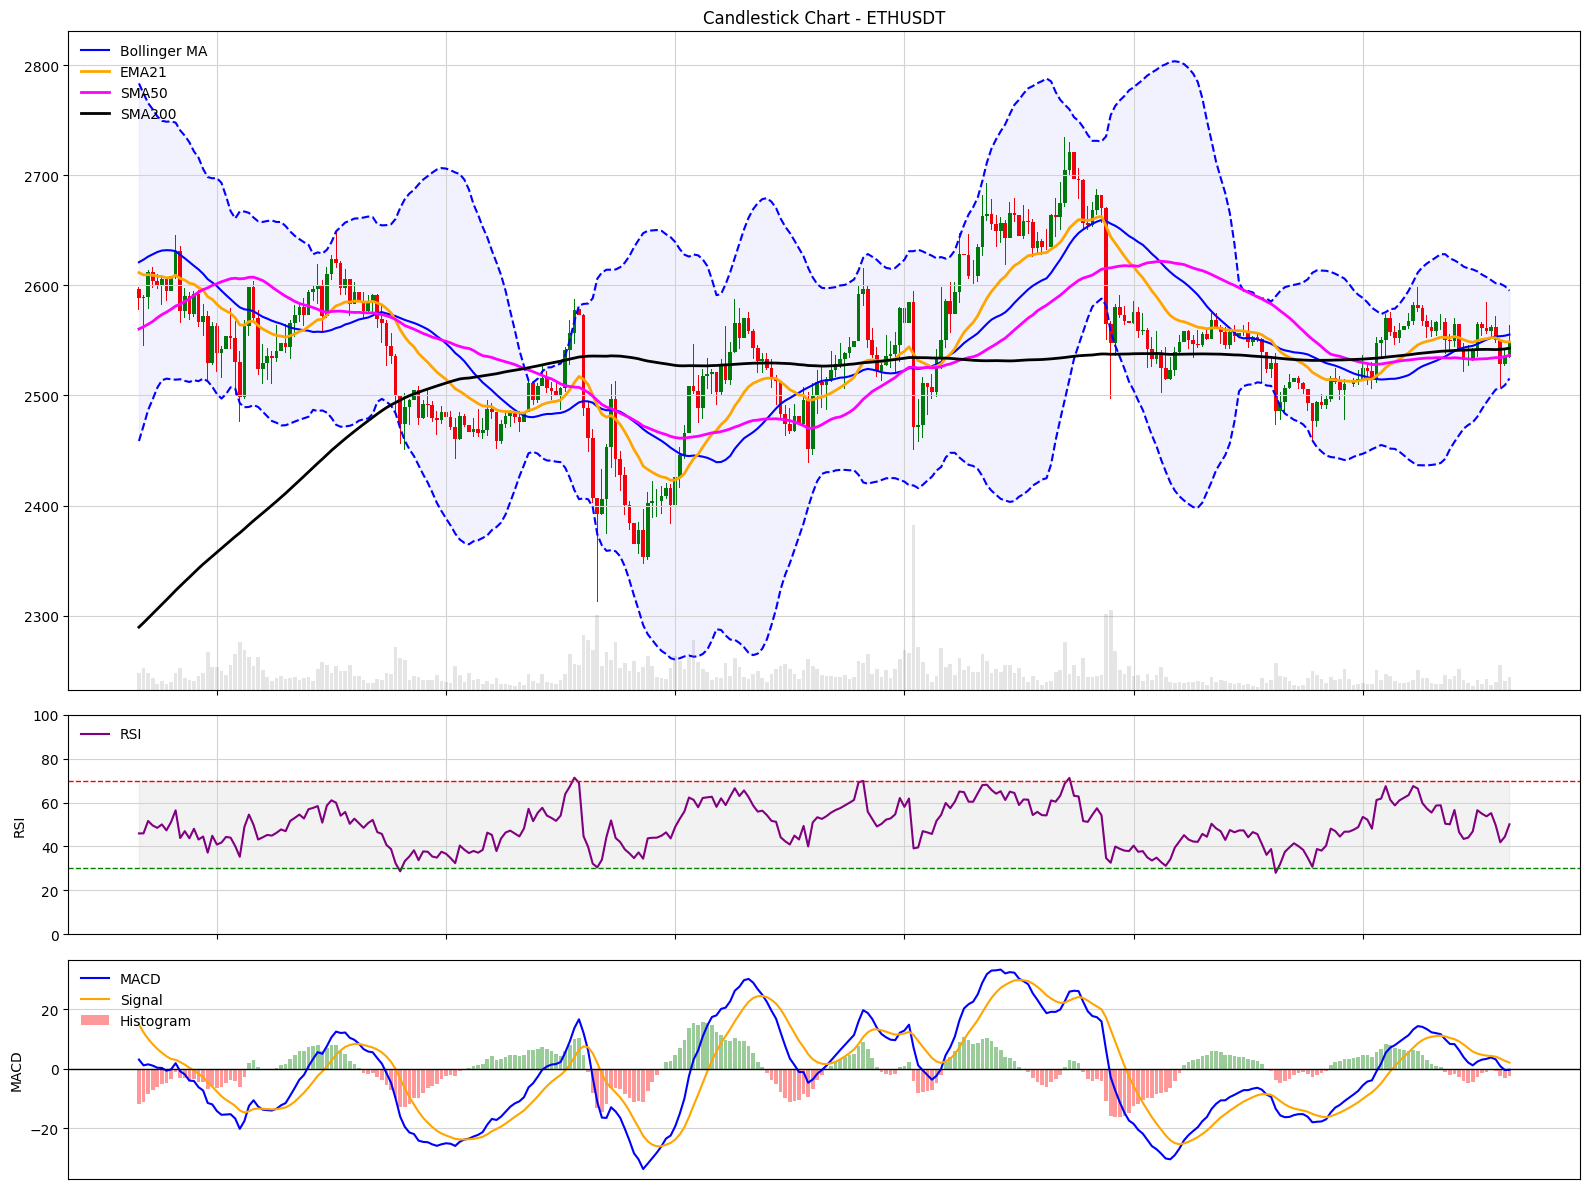 Candlestick Chart - ETHUSDT
Bollinger MA
EMA21
SMA50
SMA200
2800
2700
2600
2500
2400
2300
RSI
100
80
60
40
20
0
RSI
MACD
Signal
Histogram
20
0
−20
MACD